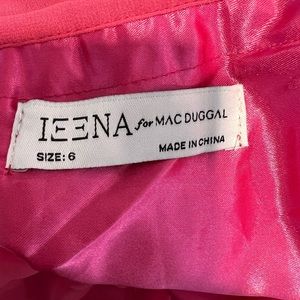 IEENA for MAC DUGGAL
SIZE: 6
MADE IN CHINA